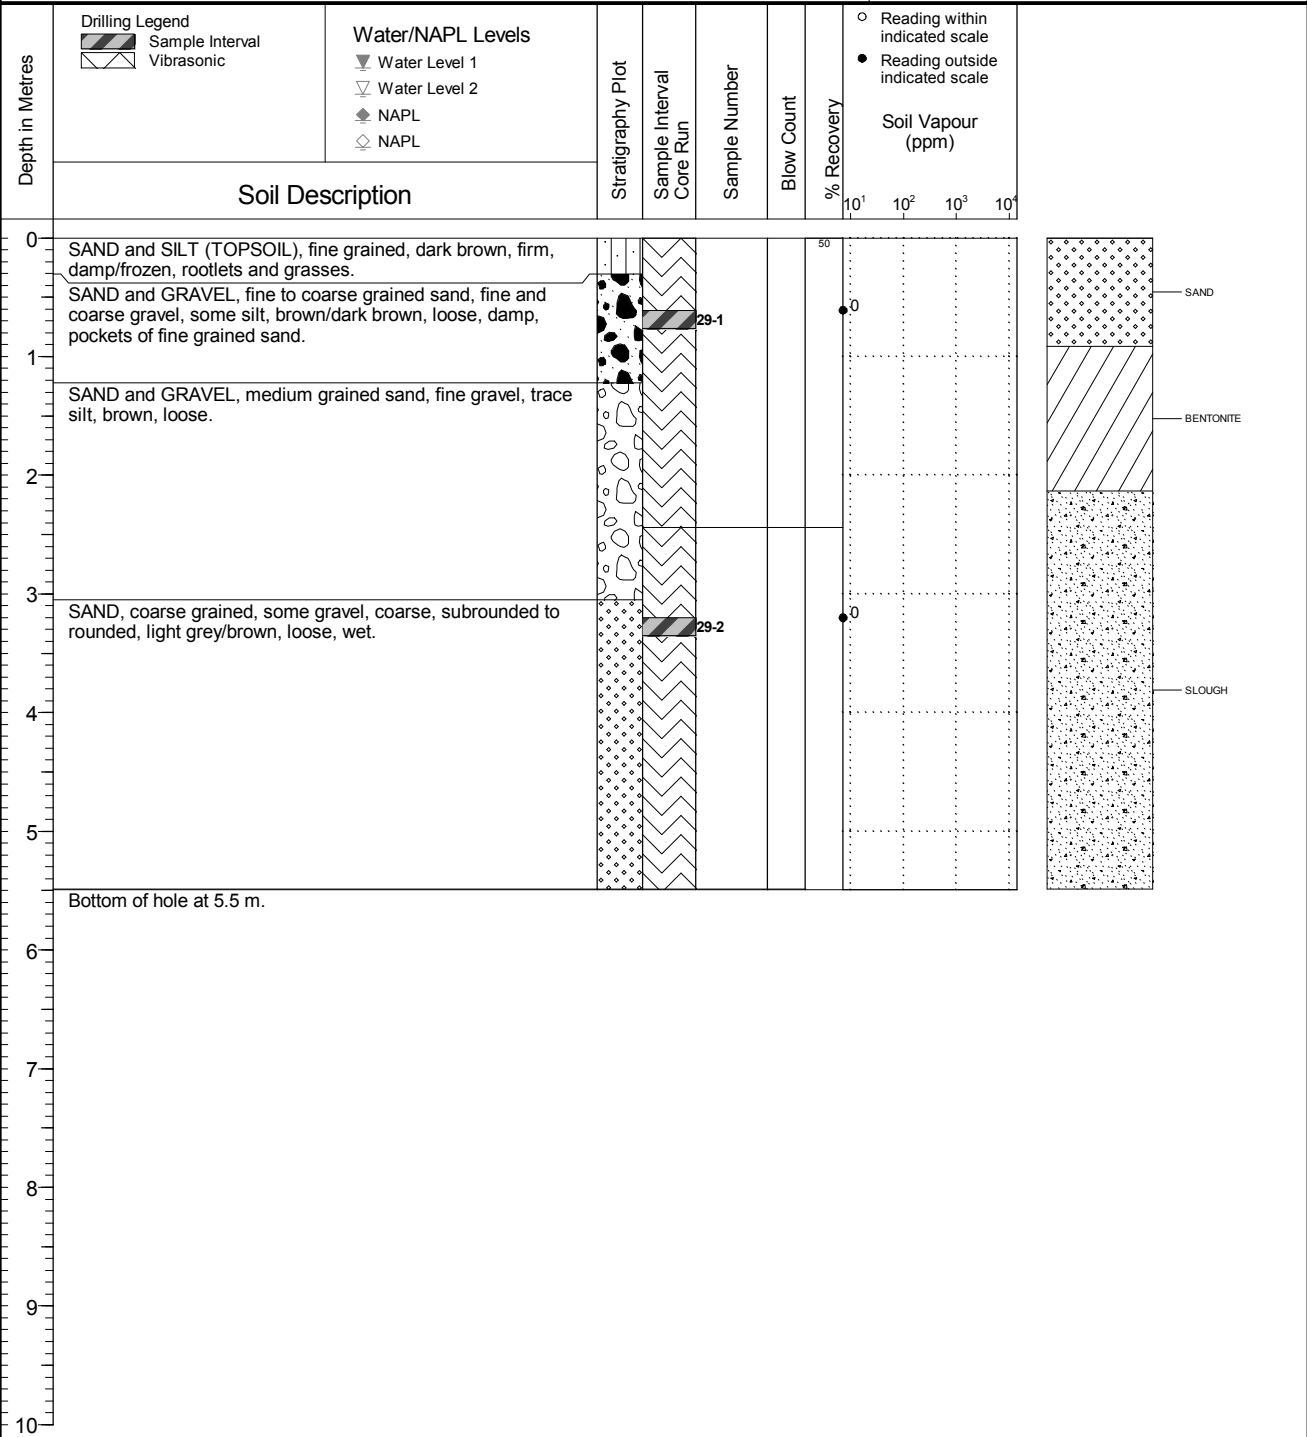 Drilling Legend
Sample Interval
Vibrasonic
Water/NAPL Levels
Water Level 1
Water Level 2
NAPL
NAPL
Depth in Metres
Soil Description
Stratigraphy Plot
Sample Interval
Core Run
Sample Number
Blow Count
% Recovery
Reading within
indicated scale
Reading outside
indicated scale
Soil Vapour
(ppm)
10¹ 10² 10³ 10⁴
0
SAND and SILT (TOPSOIL), fine grained, dark brown, firm,
damp/frozen, rootlets and grasses.
50
SAND and GRAVEL, fine to coarse grained sand, fine and
coarse gravel, some silt, brown/dark brown, loose, damp,
pockets of fine grained sand.
29-1
0
SAND
1
SAND and GRAVEL, medium grained sand, fine gravel, trace
silt, brown, loose.
BENTONITE
2
3
SAND, coarse grained, some gravel, coarse, subrounded to
rounded, light grey/brown, loose, wet.
29-2
0
SLOUGH
4
5
Bottom of hole at 5.5 m.
6
7
8
9
10